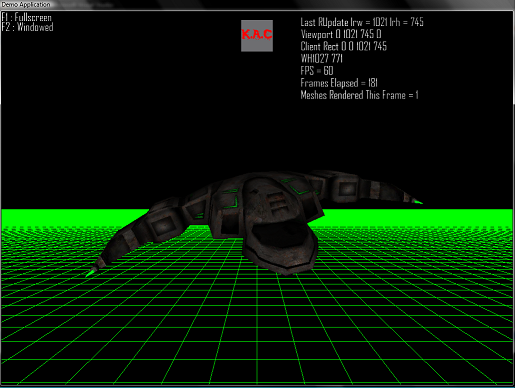 Demo Application
F1 : Fullscreen
F2 : Windowed
K.A.C
Last RUpdate lrw = 1021 lrh = 745
Viewport 0 1021 745 0
Client Rect 0 0 1021 745
WH1027 771
FPS = 60
Frames Elapsed = 181
Meshes Rendered This Frame = 1